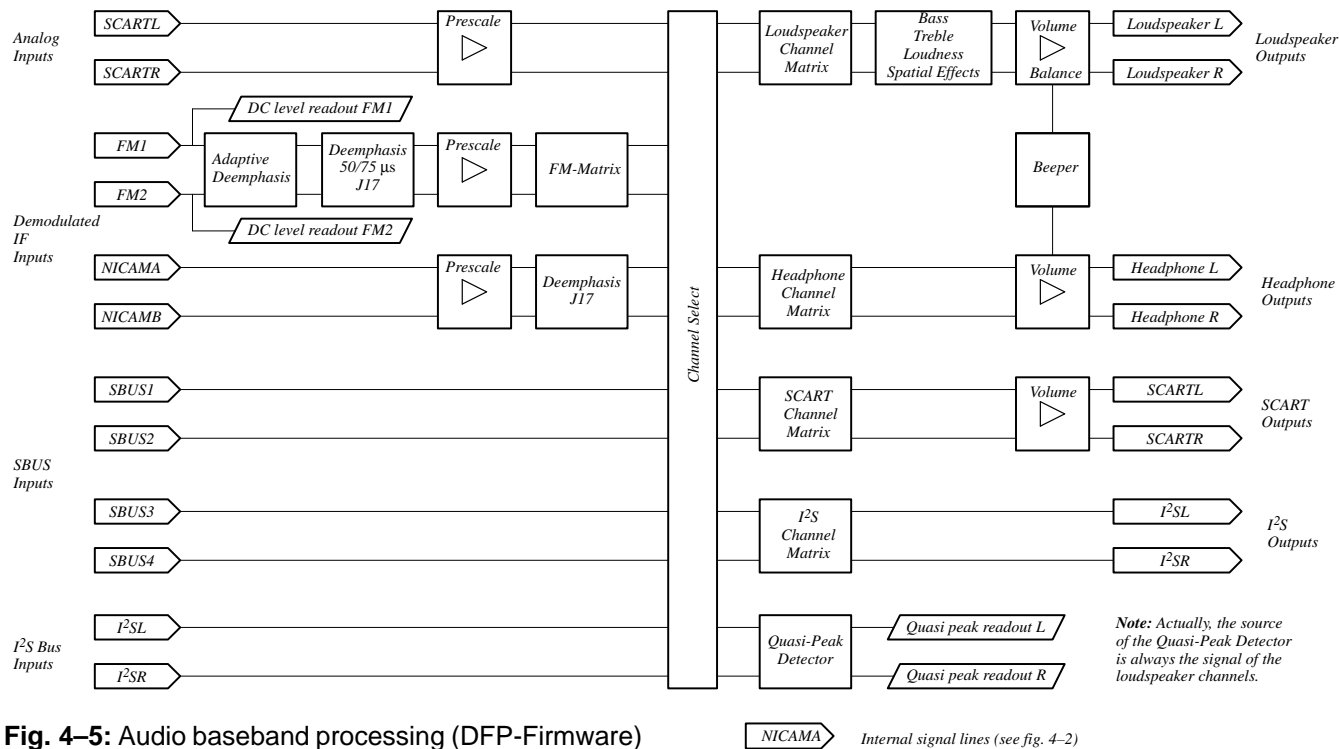 Analog
Inputs
SCARTL
SCARTR
Prescale
Loudspeaker
Channel
Matrix
Bass
Treble
Loudness
Spatial Effects
Volume
Balance
Loudspeaker L
Loudspeaker R
Loudspeaker
Outputs
DC level readout FM1
FM1
FM2
Adaptive
Deemphasis
Deemphasis
50/75 µs
J17
Prescale
FM-Matrix
Beeper
DC level readout FM2
Demodulated
IF
Inputs
NICAMA
NICAMB
Prescale
Deemphasis
J17
Channel Select
Headphone
Channel
Matrix
Volume
Headphone L
Headphone R
Headphone
Outputs
SBUS1
SBUS2
SCART
Channel
Matrix
Volume
SCARTL
SCARTR
SCART
Outputs
SBUS
Inputs
SBUS3
SBUS4
I²S
Channel
Matrix
I²SL
I²SR
I²S
Outputs
I²S Bus
Inputs
I²SL
I²SR
Quasi-Peak
Detector
Quasi peak readout L
Quasi peak readout R
Note: Actually, the source
of the Quasi-Peak Detector
is always the signal of the
loudspeaker channels.
Fig. 4–5: Audio baseband processing (DFP-Firmware)
NICAMA
Internal signal lines (see fig. 4–2)